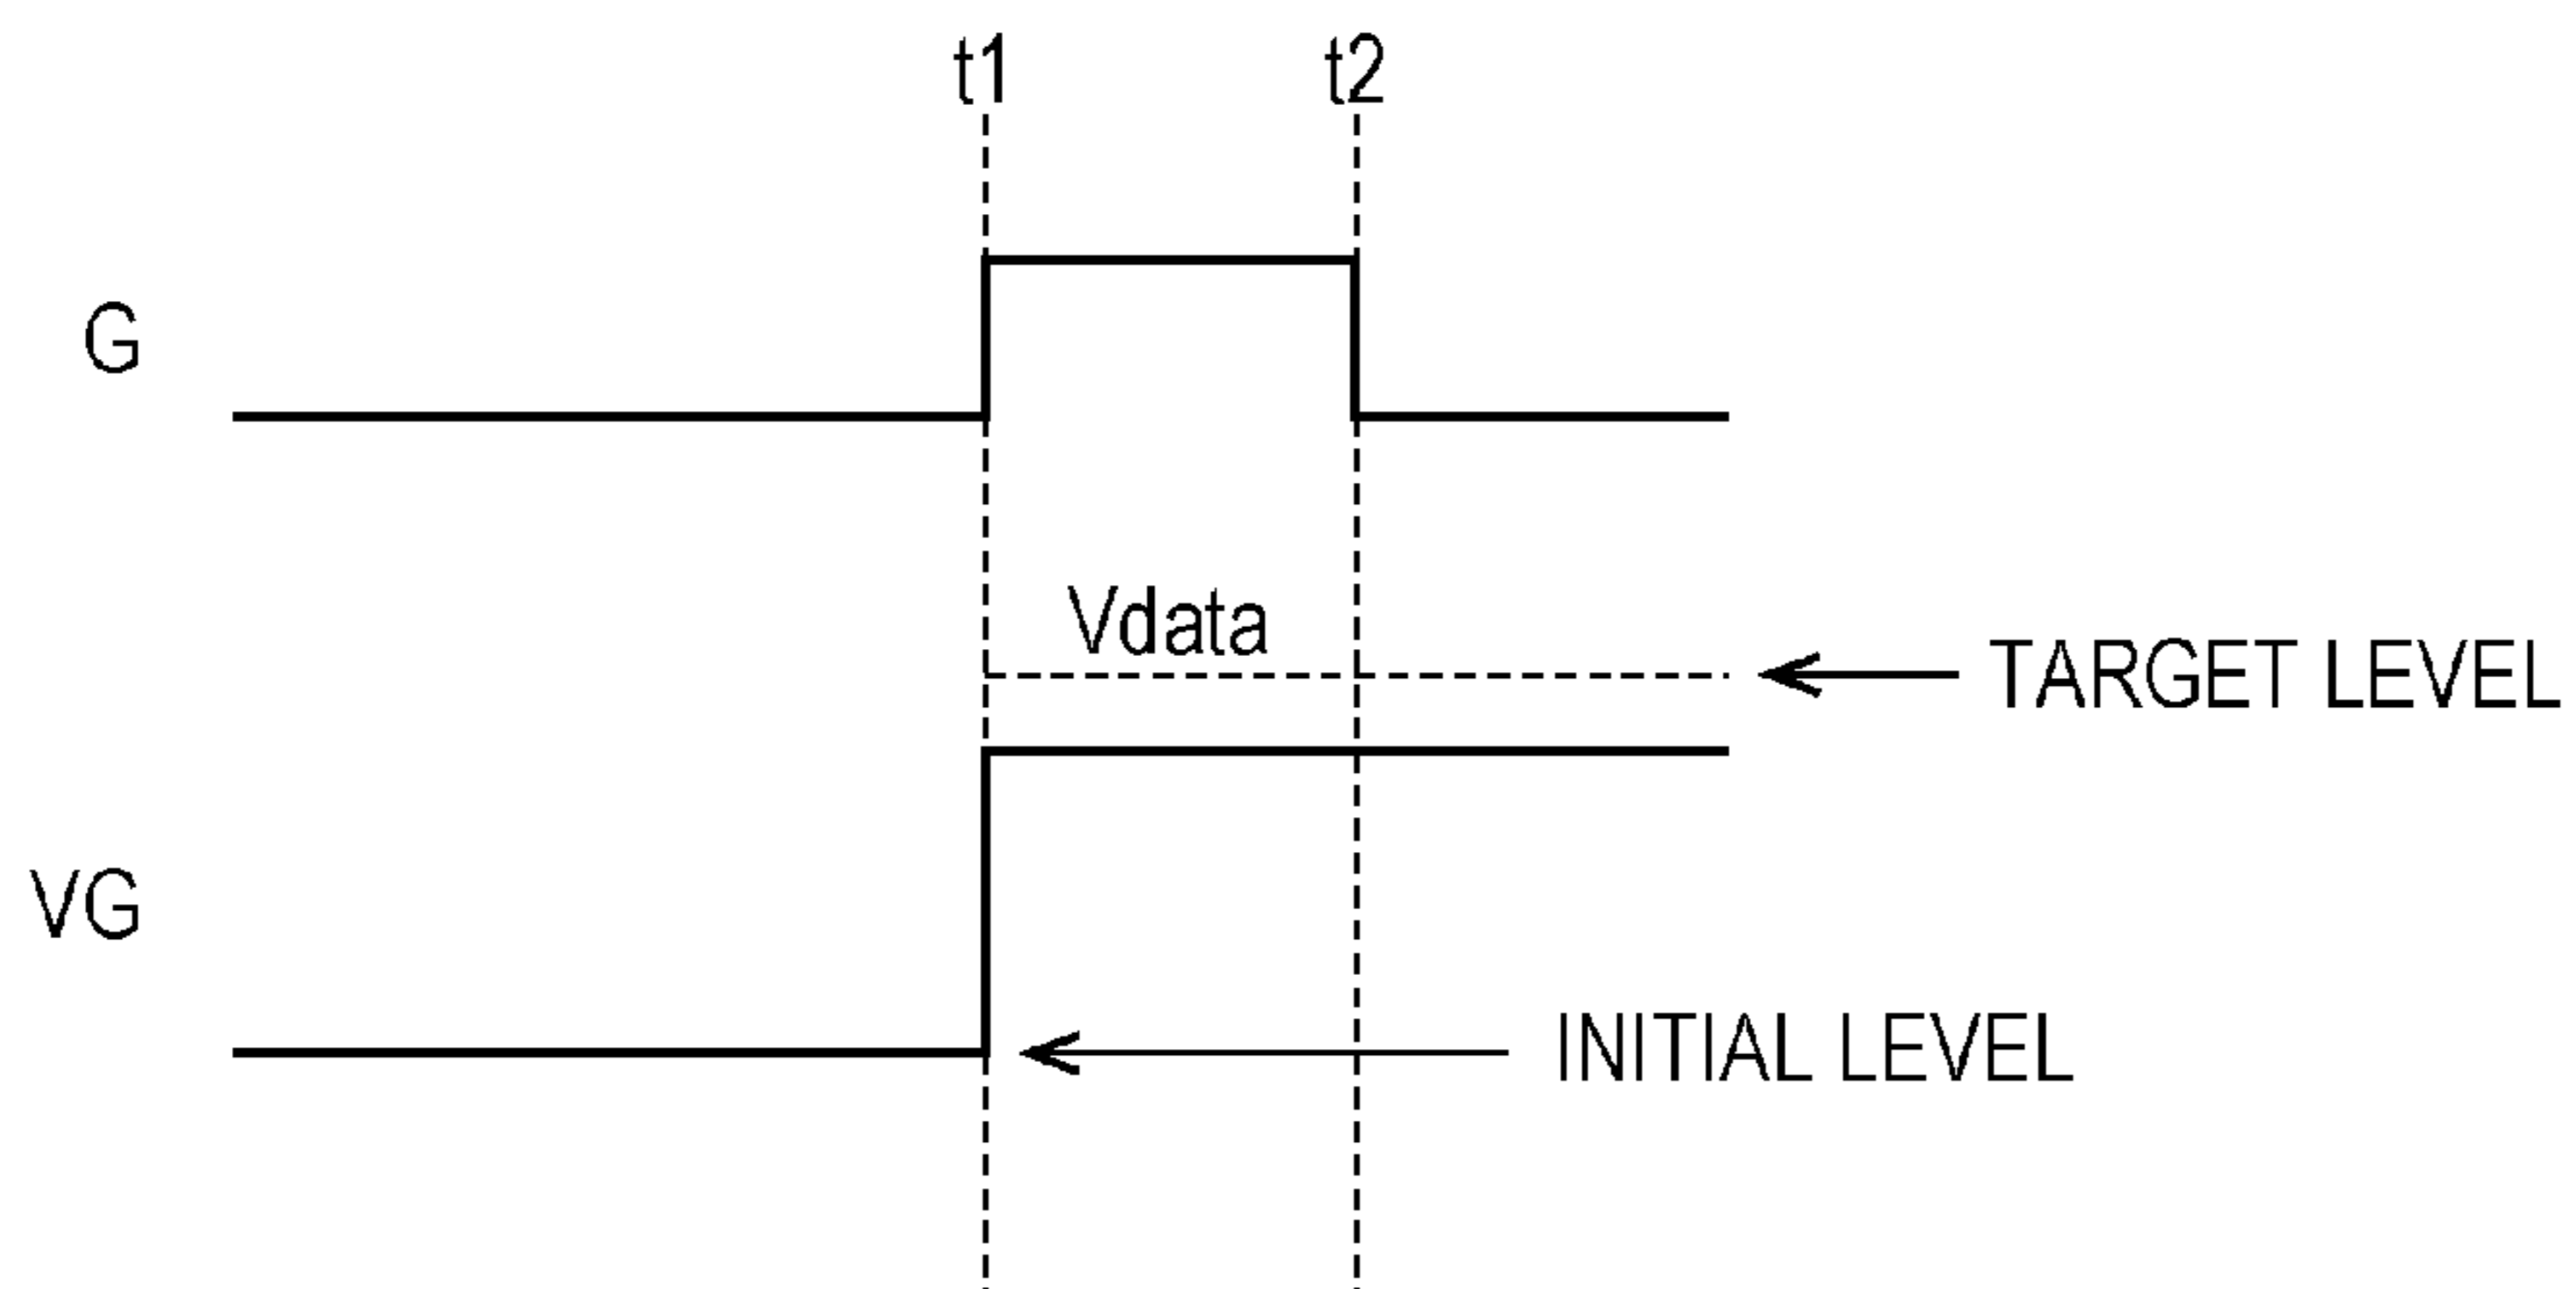 t1
t2
G
Vdata
TARGET LEVEL
VG
INITIAL LEVEL